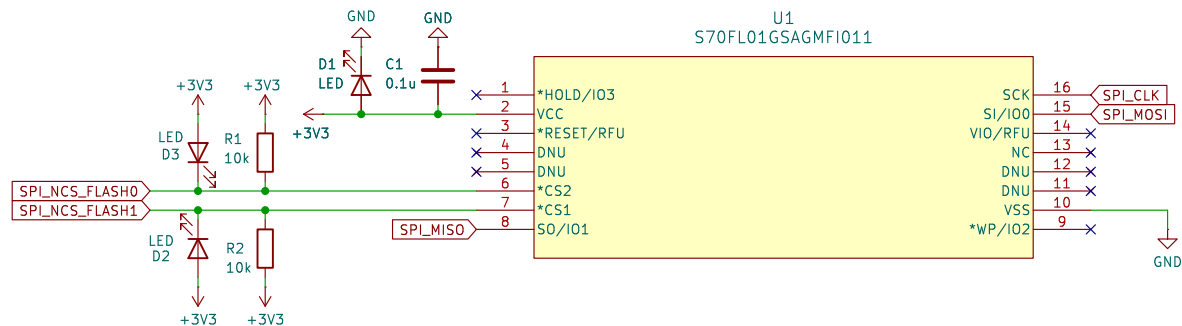 U1
S70FL01GSAGMFI011
GND
GND
D1
LED
C1
0.1u
+3V3
+3V3
+3V3
LED
D3
R1
10k
+3V3
1
*HOLD/IO3
2
VCC
3
*RESET/RFU
4
DNU
5
DNU
6
*CS2
7
*CS1
8
SO/IO1
SCK
16
SPI_CLK
SI/IO0
15
SPI_MOSI
VIO/RFU
14
NC
13
DNU
12
DNU
11
VSS
10
*WP/IO2
9
GND
SPI_NCS_FLASH0
SPI_NCS_FLASH1
SPI_MISO
LED
D2
R2
10k
+3V3
+3V3